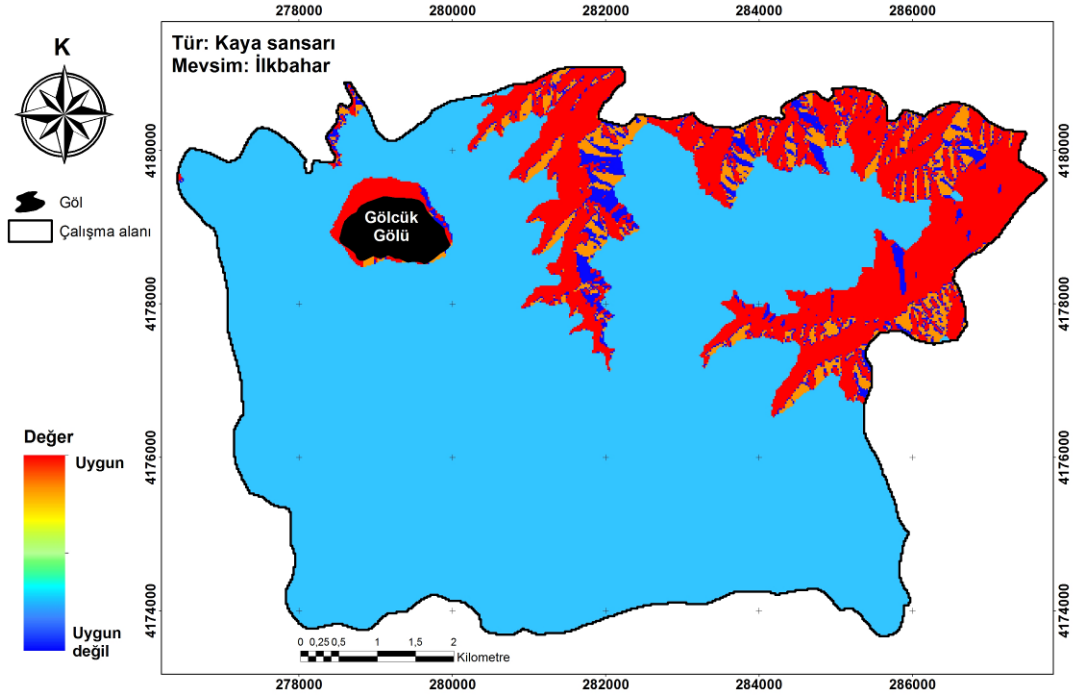 278000 280000 282000 284000 286000
K
Tür: Kaya sansarı
Mevsim: İlkbahar
4180000 4180000
Göl
Çalışma alanı
Gölcük
Gölü
4178000 4178000
Değer
Uygun
4176000 4176000
Uygun
değil
4174000 4174000
0 0,25 0,5 1 1,5 2
Kilometre
278000 280000 282000 284000 286000